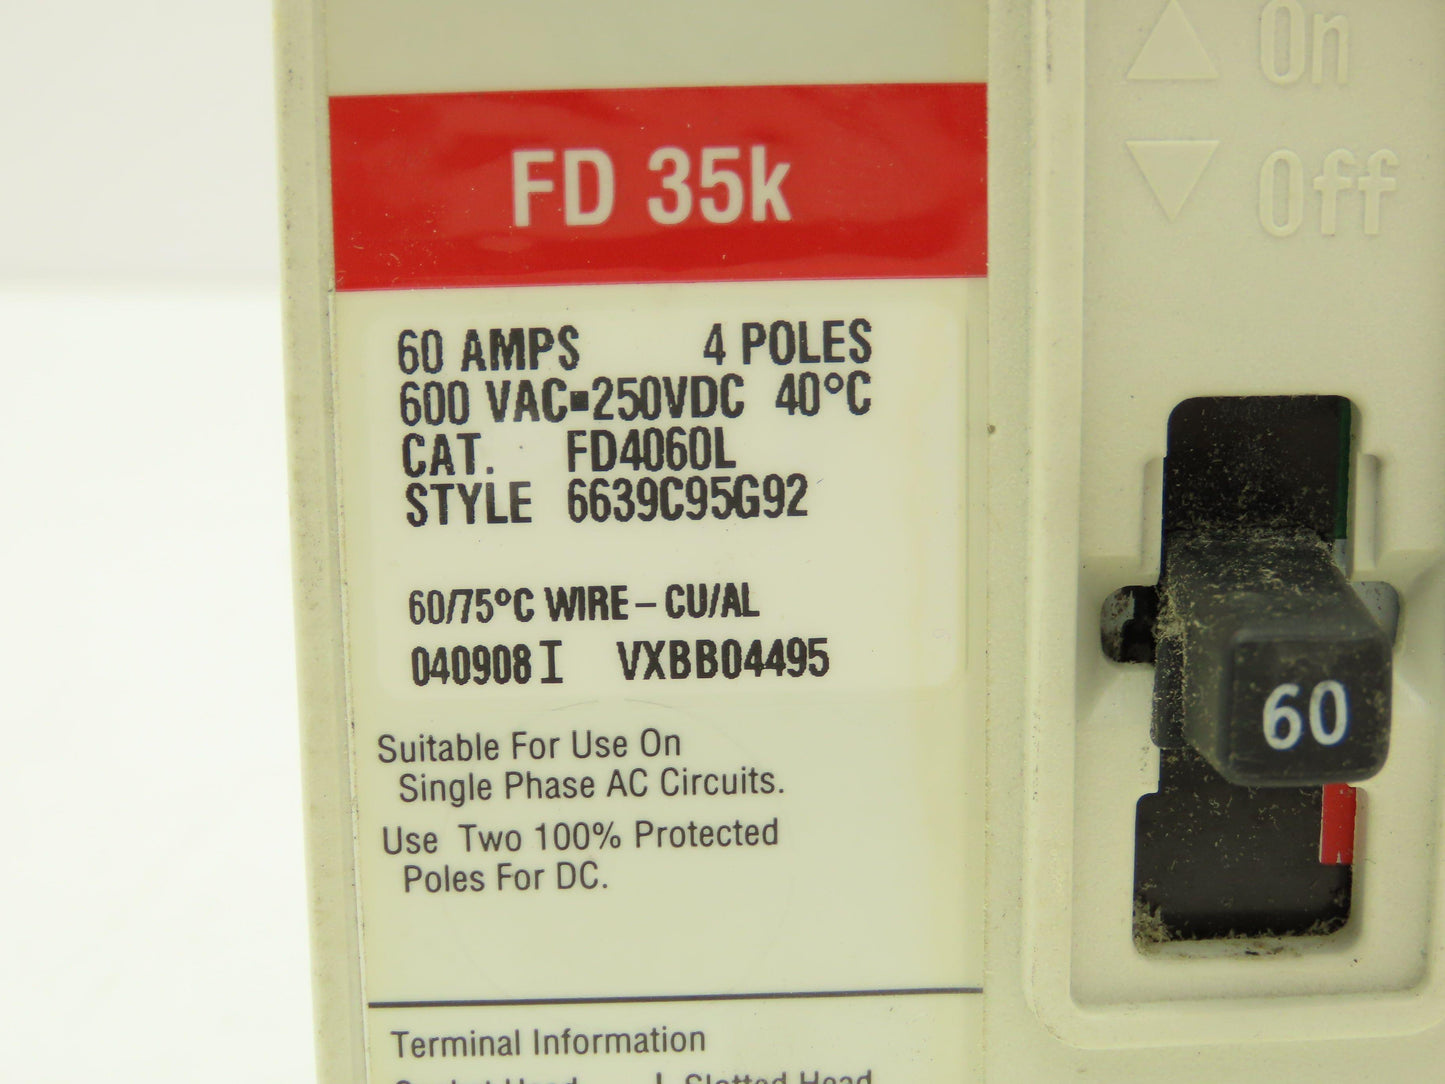 FD 35k
60 AMPS 4 POLES
600 VAC▪250VDC 40°C
CAT. FD4060L
STYLE 6639C95G92
60/75°C WIRE – CU/AL
040908 I VXBB04495
Suitable For Use On
Single Phase AC Circuits.
Use Two 100% Protected
Poles For DC.
Terminal Information
Slotted Head
On
Off
60